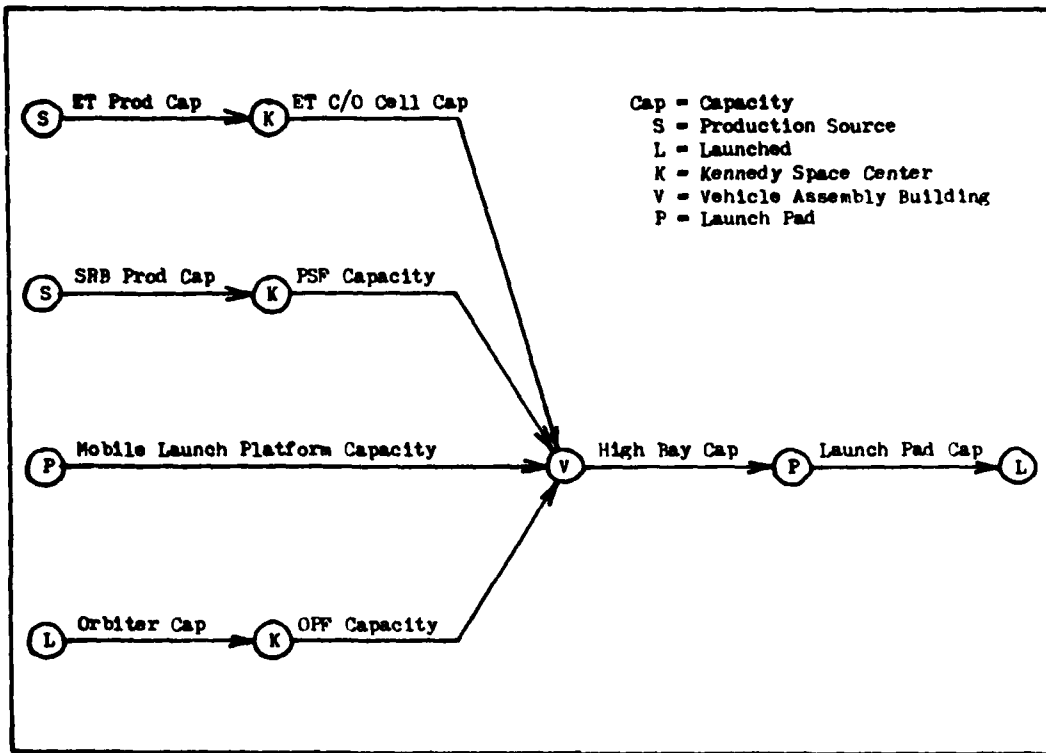 ET Prod Cap
ET C/O Cell Cap
S
K
Cap = Capacity
S = Production Source
L = Launched
K = Kennedy Space Center
V = Vehicle Assembly Building
P = Launch Pad
SRB Prod Cap
PSF Capacity
S
K
Mobile Launch Platform Capacity
High Bay Cap
Launch Pad Cap
P
V
P
L
Orbiter Cap
OPF Capacity
L
K